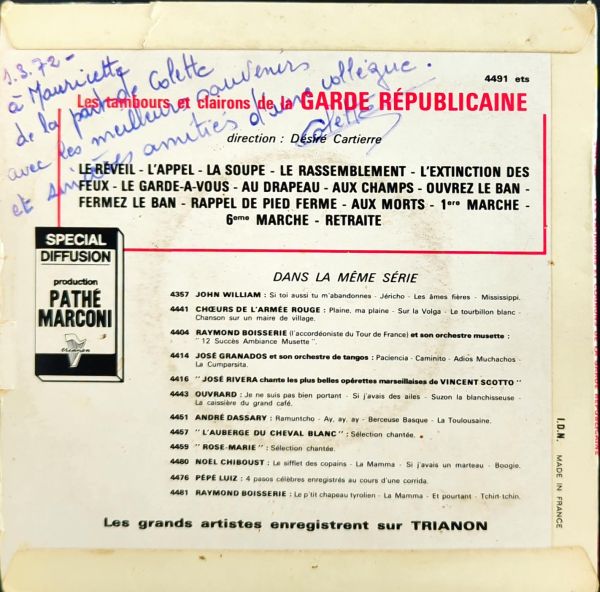 1.3.72 -
à Mauricette
de la part de Colette
avec les meilleurs souvenirs
et sincères amitiés d'une collègue.
Colette
4491 ets
Les tambours et clairons de la GARDE RÉPUBLICAINE
direction : Désiré Cartierre
LE RÉVEIL - L'APPEL - LA SOUPE - LE RASSEMBLEMENT - L'EXTINCTION DES
FEUX - LE GARDE-A-VOUS - AU DRAPEAU - AUX CHAMPS - OUVREZ LE BAN -
FERMEZ LE BAN - RAPPEL DE PIED FERME - AUX MORTS - 1ere MARCHE -
6eme MARCHE - RETRAITE
SPECIAL
DIFFUSION
production
PATHÉ
MARCONI
trianon
DANS LA MÊME SÉRIE
4357 JOHN WILLIAM : Si toi aussi tu m'abandonnes - Jéricho - Les âmes fières - Mississipi.
4441 CHŒURS DE L'ARMÉE ROUGE : Plaine, ma plaine - Sur la Volga - Le tourbillon blanc -
Chanson sur un maire de village.
4404 RAYMOND BOISSERIE (l'accordéoniste du Tour de France) et son orchestre musette :
"12 Succès Ambiance Musette".
4414 JOSÉ GRANADOS et son orchestre de tangos : Paciencia - Caminito - Adios Muchachos -
La Cumparsita.
4416 "JOSÉ RIVERA chante les plus belles opérettes marseillaises de VINCENT SCOTTO"
4443 OUVRARD : Je ne suis pas bien portant - Si j'avais des ailes - Suzon la blanchisseuse -
La caissière du grand café.
4451 ANDRÉ DASSARY : Ramuntcho - Ay, ay, ay - Berceuse Basque - La Toulousaine.
4457 "L'AUBERGE DU CHEVAL BLANC" : Sélection chantée.
4459 "ROSE-MARIE" : Sélection chantée.
4480 NOËL CHIBOUST : Le sifflet des copains - La Mamma - Si j'avais un marteau - Boogie.
4476 PÉPÉ LUIZ : 4 pasos célèbres enregistrés au cours d'une corrida.
4481 RAYMOND BOISSERIE : Le p'tit chapeau tyrolien - La Mamma - Et pourtant - Tchin-tchin.
Les grands artistes enregistrent sur TRIANON
I.D.N. MADE IN FRANCE